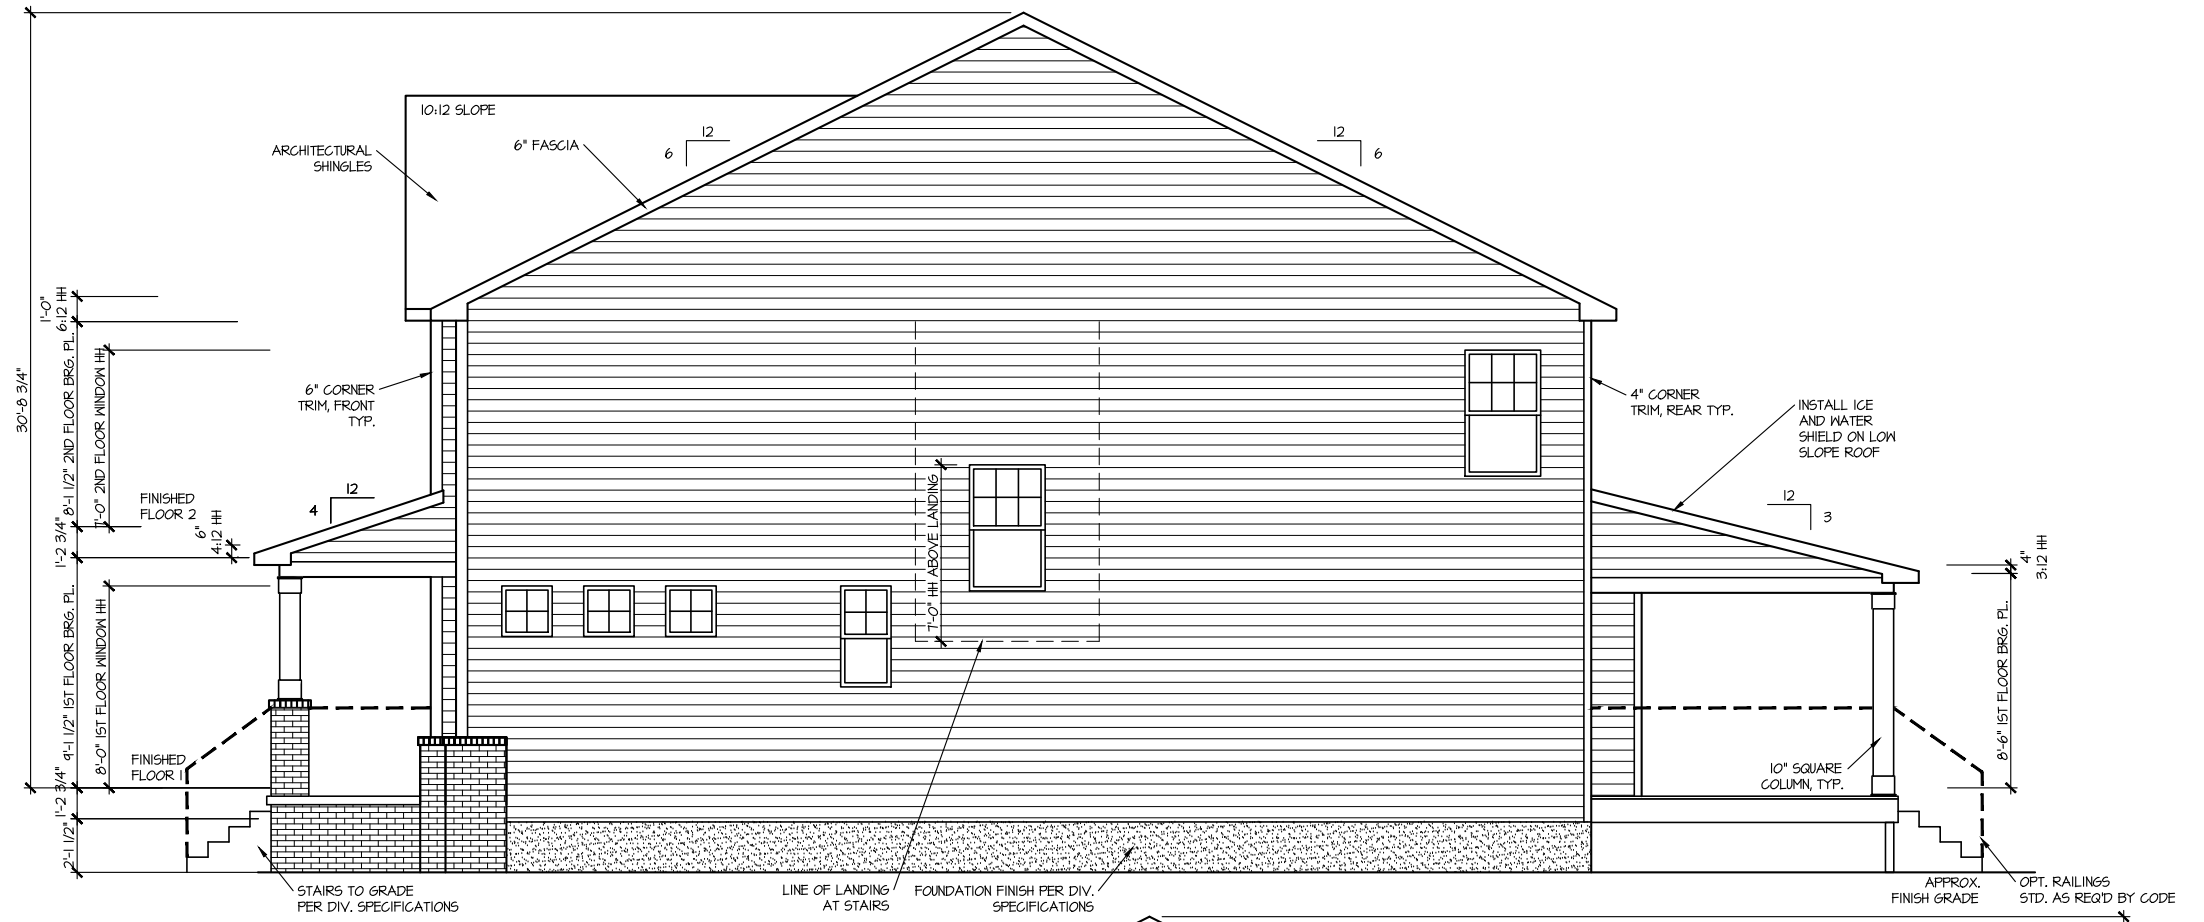 10:12 SLOPE
ARCHITECTURAL
SHINGLES
6" FASCIA
12
6
12
6
30'-8 3/4"
1'-0"
6:12 HH
8'-1 1/2" 2ND FLOOR BRG. PL.
7'-0" 2ND FLOOR WINDOW HH
6" CORNER
TRIM, FRONT
TYP.
4" CORNER
TRIM, REAR TYP.
INSTALL ICE
AND WATER
SHIELD ON LOW
SLOPE ROOF
12
4
12
3
FINISHED
FLOOR 2
6"
4:12 HH
1'-2 3/4"
7'-0" HH ABOVE LANDING
4"
3:12 HH
9'-1 1/2" 1ST FLOOR BRG. PL.
8'-0" 1ST FLOOR WINDOW HH
8'-6" 1ST FLOOR BRG. PL.
FINISHED
FLOOR 1
10" SQUARE
COLUMN, TYP.
1'-2 3/4"
2'-1 1/2"
STAIRS TO GRADE
PER DIV. SPECIFICATIONS
LINE OF LANDING
AT STAIRS
FOUNDATION FINISH PER DIV.
SPECIFICATIONS
APPROX.
FINISH GRADE
OPT. RAILINGS
STD. AS REQ'D BY CODE